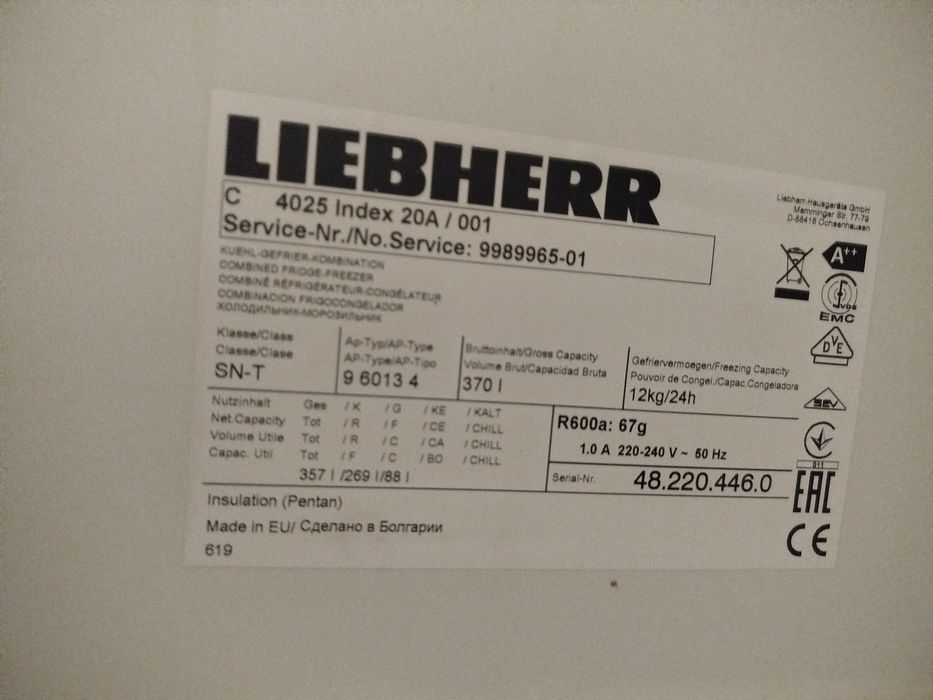 LIEBHERR
C 4025 Index 20A / 001
Service-Nr./No.Service: 9989965-01
Liebherr-Hausgeräte GmbH
Memminger Str. 77-79
D-88416 Ochsenhausen
A++
KUEHL-GEFRIER-KOMBINATION
COMBINED FRIDGE-FREEZER
COMBINÉ RÉFRIGÉRATEUR-CONGÉLATEUR
COMBINACION FRIGOCONGELADOR
ХОЛОДИЛЬНИК-МОРОЗИЛЬНИК
VDE
EMC
DVE
SEV
Klasse/Class
Classe/Clase
SN-T
Ap-Typ/AP-Type
AP-Type/AP-Tipo
9 6013 4
Bruttoinhalt/Gross Capacity
Volume Brut/Capacidad Bruta
370 l
Gefriervermoegen/Freezing Capacity
Pouvoir de Congel./Capac.Congeladora
12kg/24h
Nutzinhalt Ges / K / G / KE / KALT
Net.Capacity Tot / R / F / CE / CHILL
Volume Utile Tot / R / C / CA / CHILL
Capac. Util Tot / F / C / BO / CHILL
357 l /269 l/88 l
R600a: 67g
1.0 A 220-240 V ~ 50 Hz
Serial-Nr. 48.220.446.0
011
EAC
CE
Insulation (Pentan)
Made in EU/ Сделано в Болгарии
619